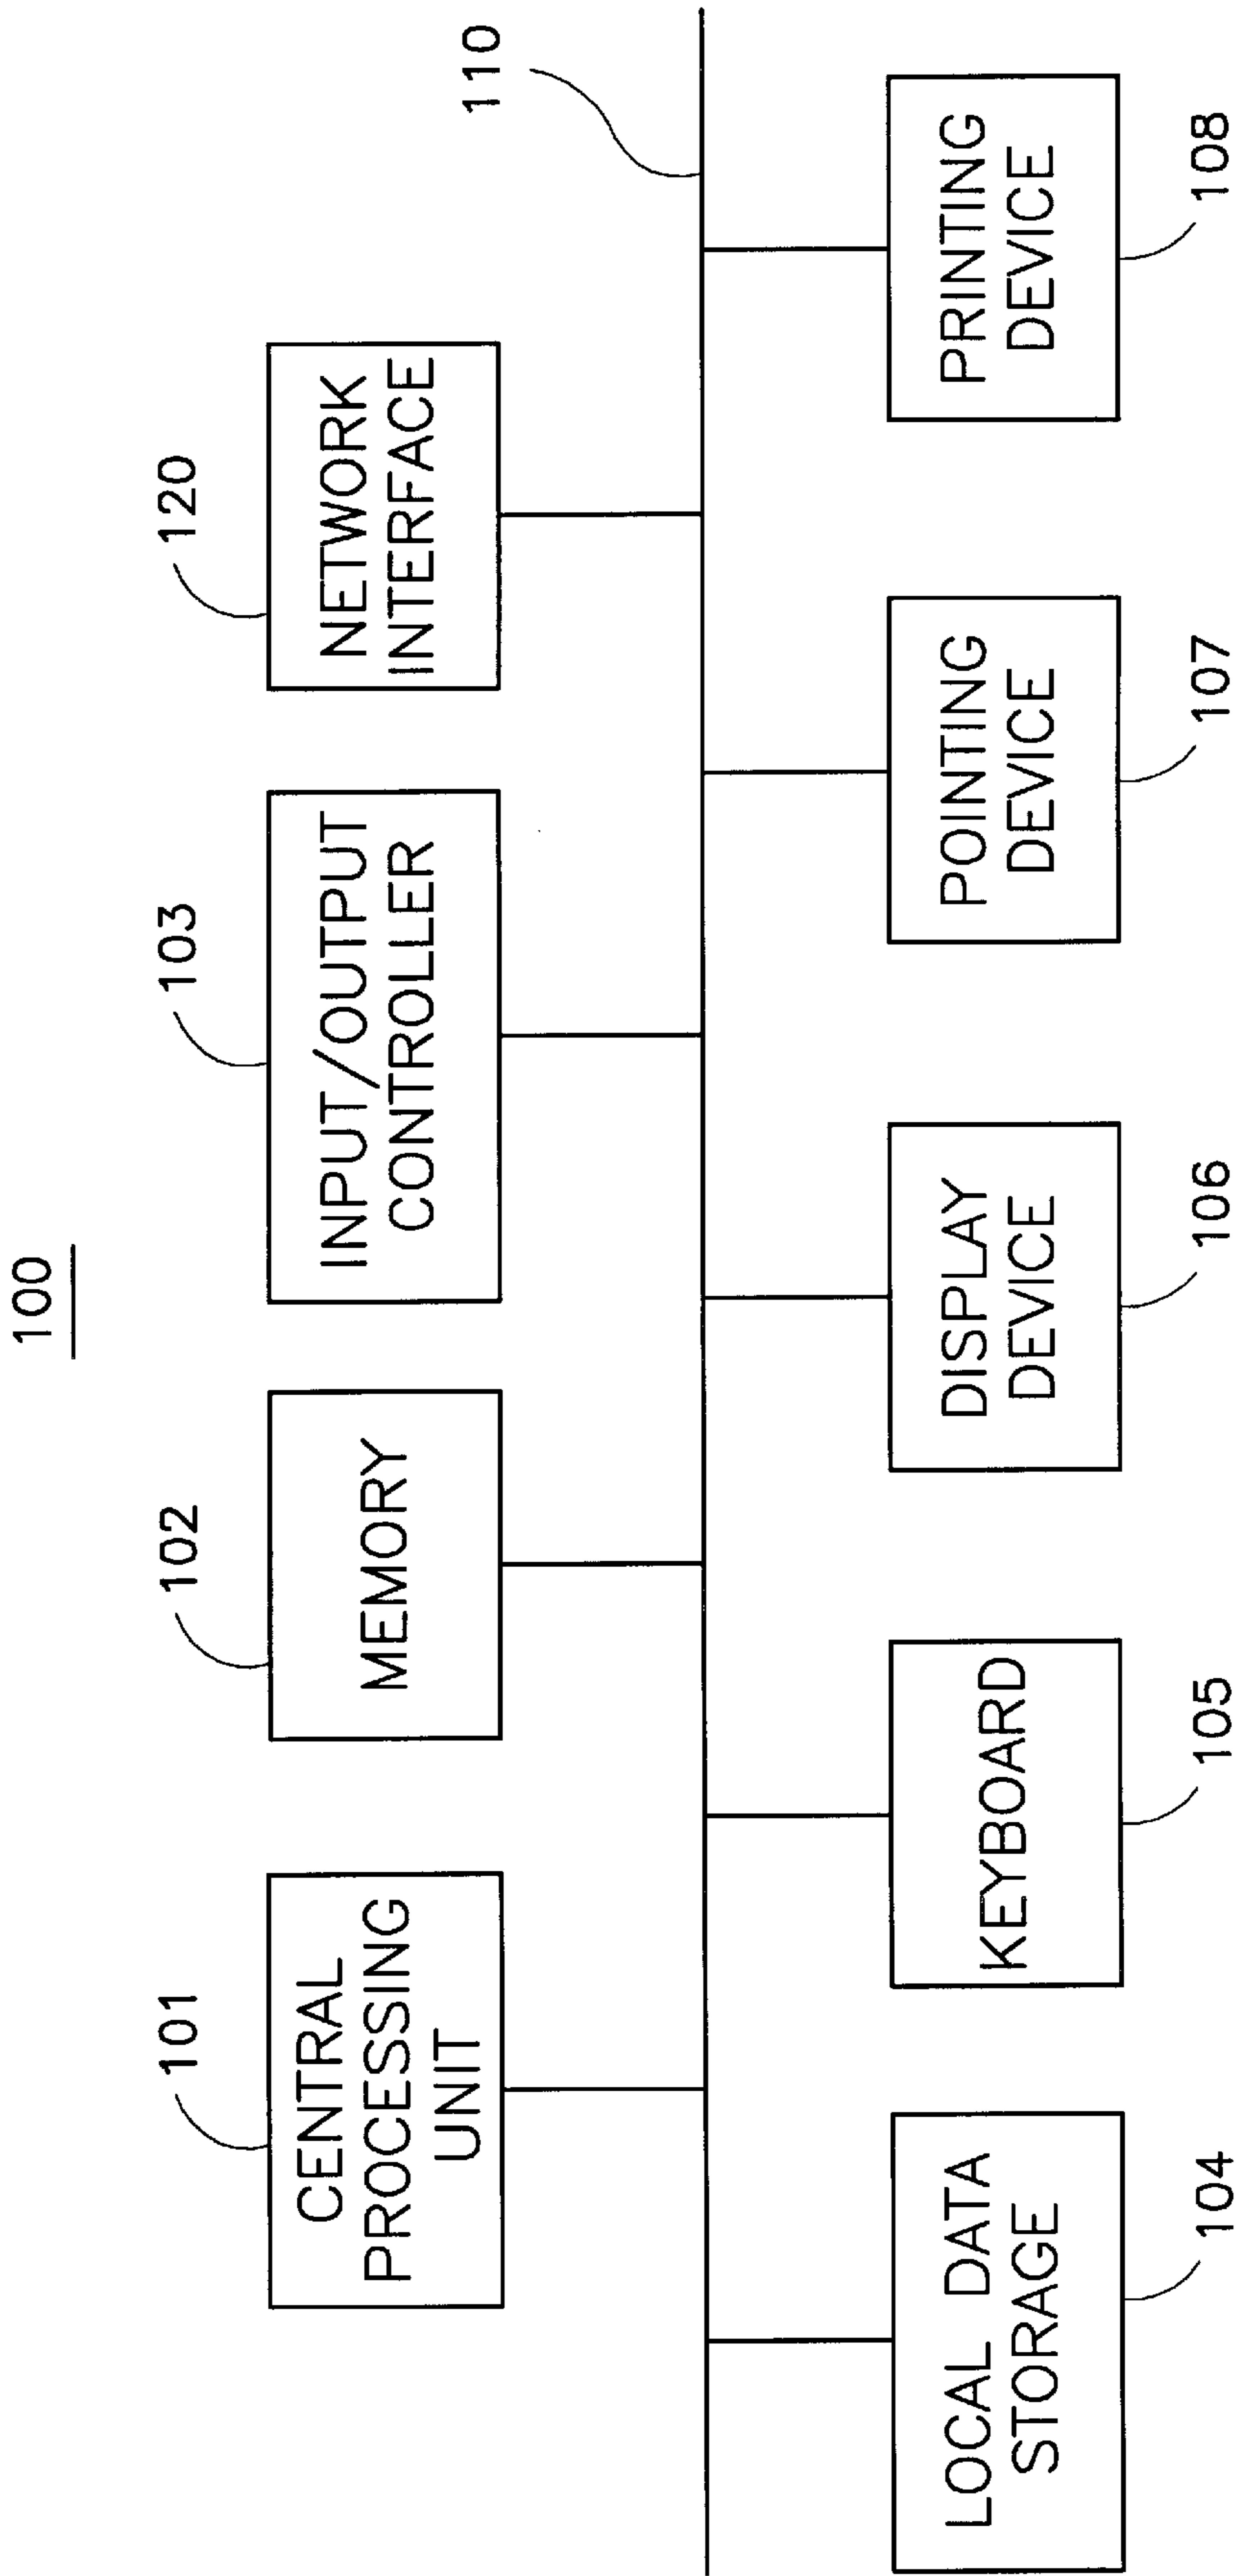 100
101
102
103
120
CENTRAL
PROCESSING
UNIT
MEMORY
INPUT/OUTPUT
CONTROLLER
NETWORK
INTERFACE
110
LOCAL DATA
STORAGE
KEYBOARD
DISPLAY
DEVICE
POINTING
DEVICE
PRINTING
DEVICE
104
105
106
107
108